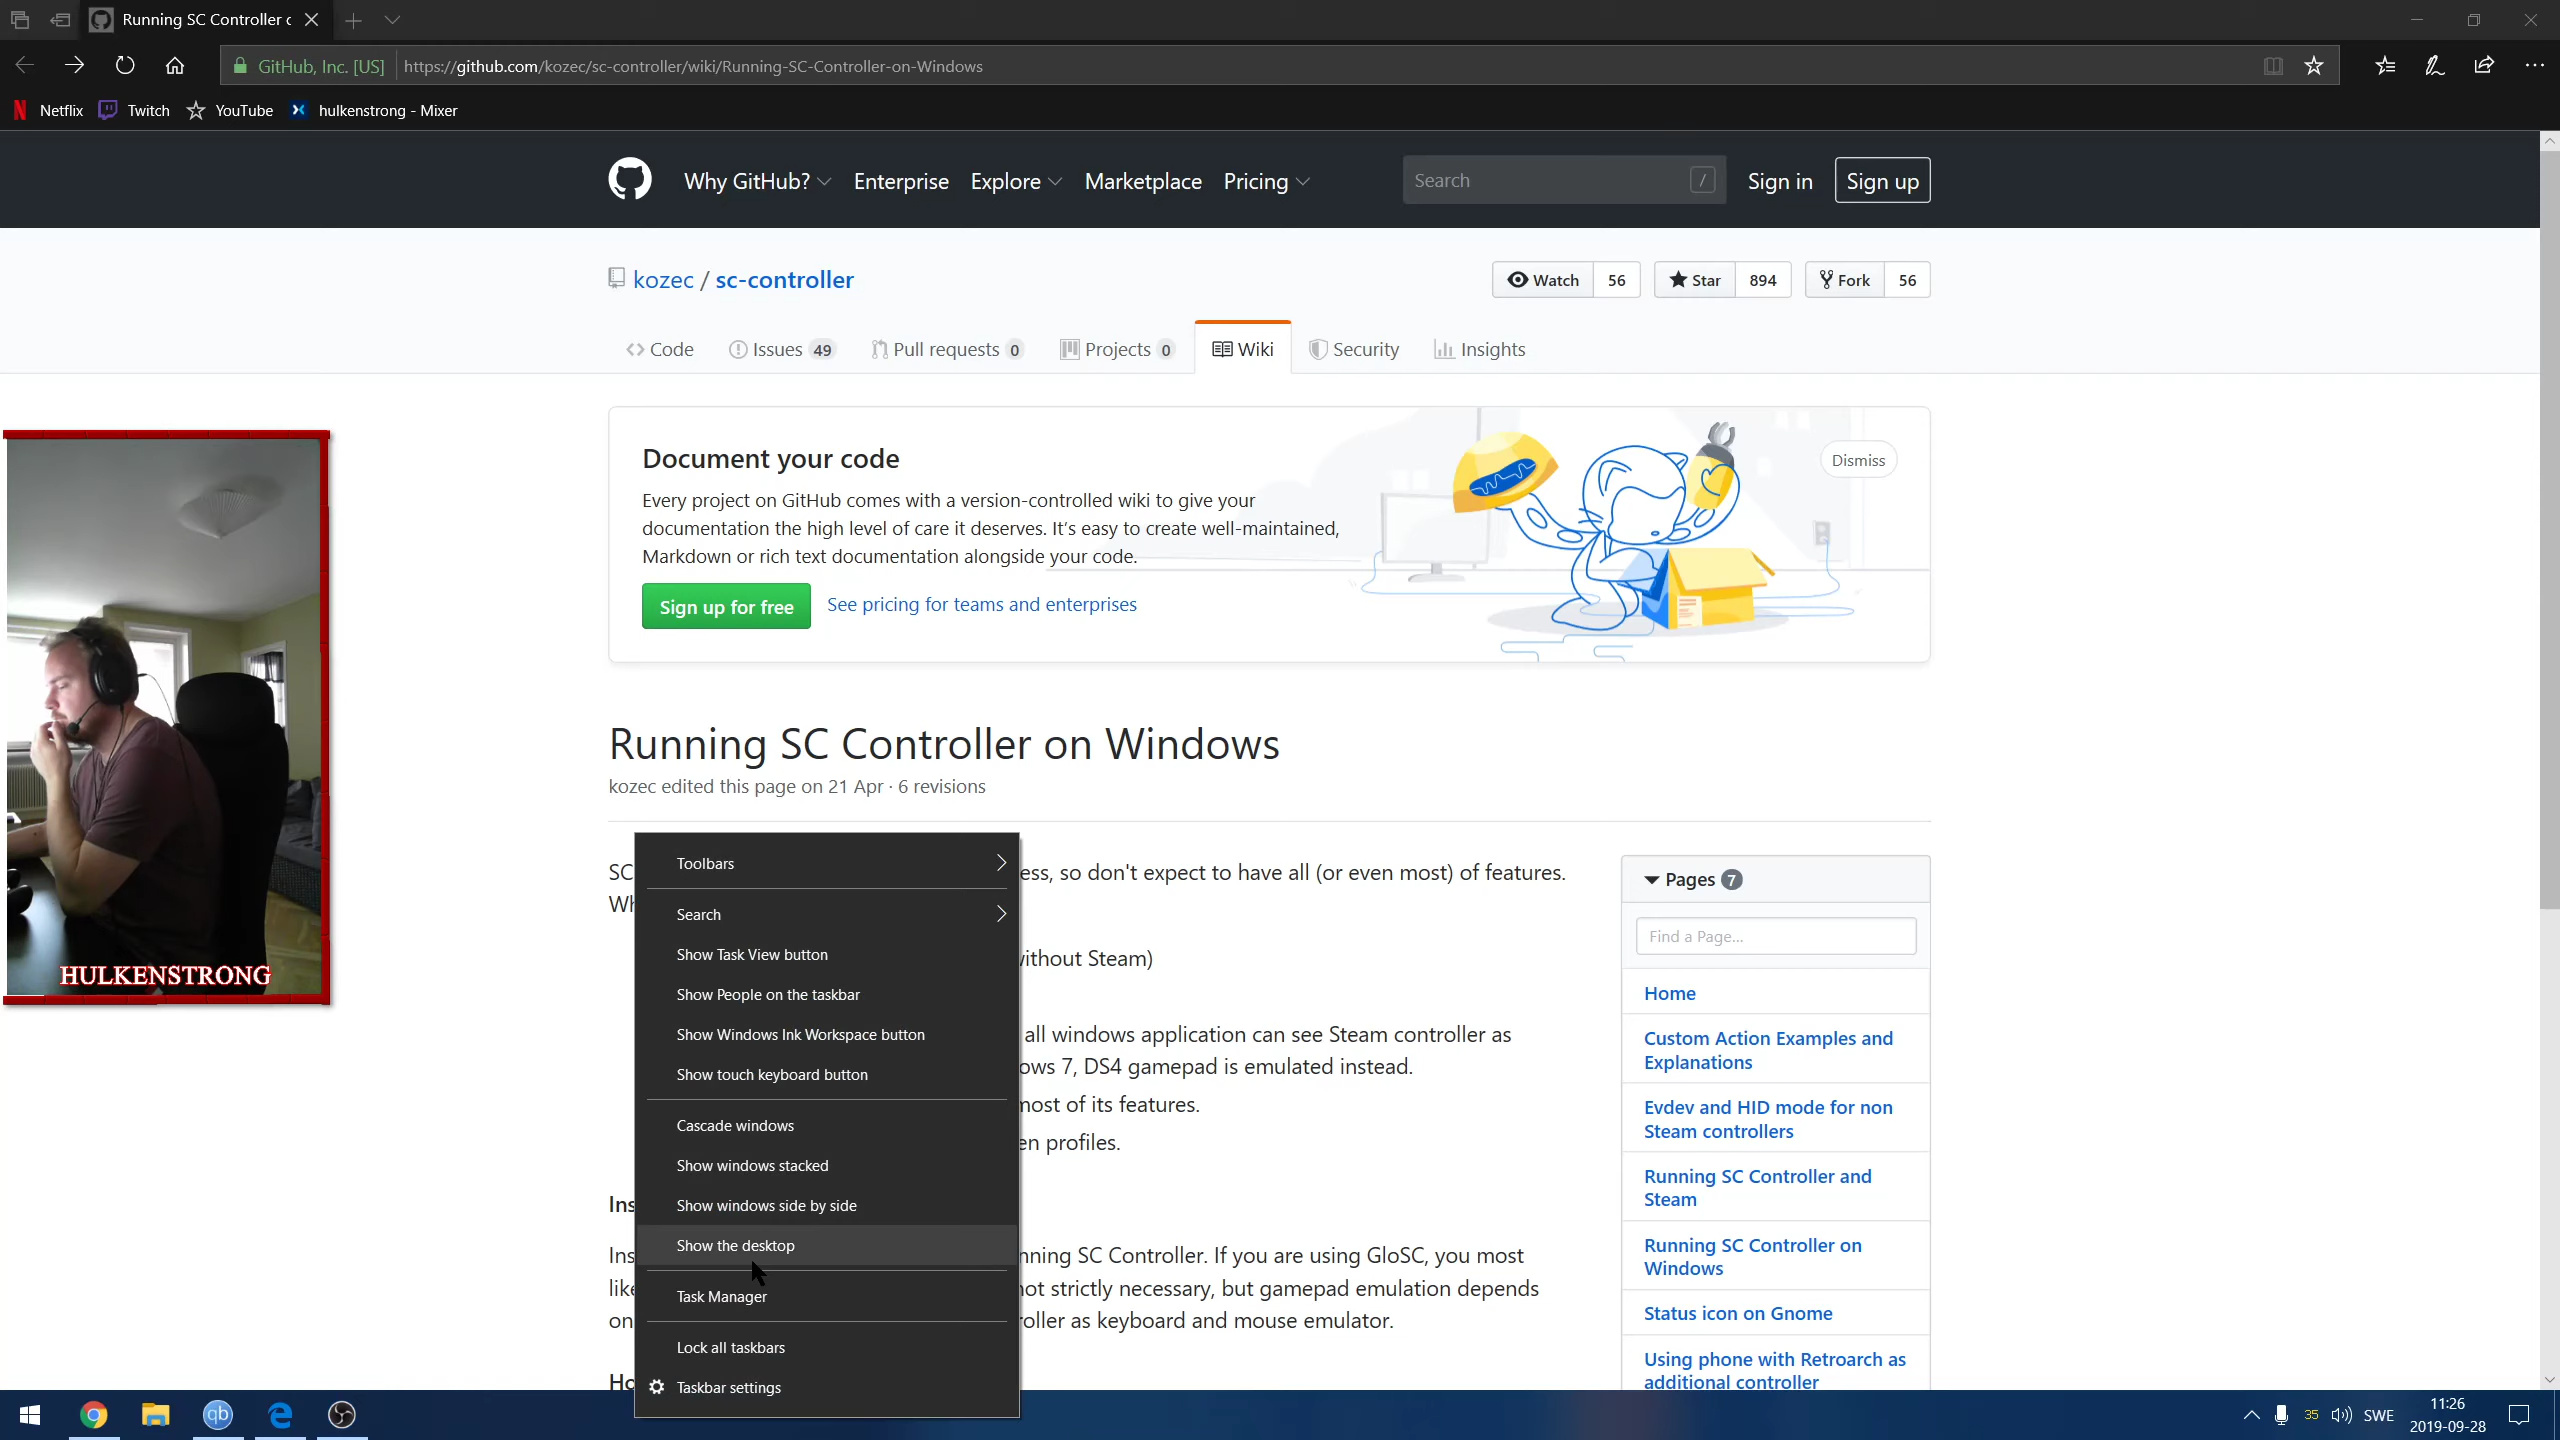 Running SC Controller o
GitHub, Inc. [US]
https://github.com/kozec/sc-controller/wiki/Running-SC-Controller-on-Windows
Netflix
Twitch
YouTube
hulkenstrong - Mixer
Why GitHub?
Enterprise
Explore
Marketplace
Pricing
Search
/
Sign in
Sign up
kozec / sc-controller
Watch 56
Star 894
Fork 56
Code
Issues 49
Pull requests 0
Projects 0
Wiki
Security
Insights
Document your code
Dismiss
Every project on GitHub comes with a version-controlled wiki to give your
documentation the high level of care it deserves. It's easy to create well-maintained,
Markdown or rich text documentation alongside your code.
Sign up for free
See pricing for teams and enterprises
Running SC Controller on Windows
kozec edited this page on 21 Apr · 6 revisions
HULKENSTRONG
SC
ess, so don't expect to have all (or even most) of features.
Wh
ithout Steam)
all windows application can see Steam controller as
ows 7, DS4 gamepad is emulated instead.
most of its features.
en profiles.
Ins
Ins
nning SC Controller. If you are using GloSC, you most
like
not strictly necessary, but gamepad emulation depends
on
roller as keyboard and mouse emulator.
Ho
Toolbars
Search
Show Task View button
Show People on the taskbar
Show Windows Ink Workspace button
Show touch keyboard button
Cascade windows
Show windows stacked
Show windows side by side
Show the desktop
Task Manager
Lock all taskbars
Taskbar settings
Pages 7
Find a Page...
Home
Custom Action Examples and
Explanations
Evdev and HID mode for non
Steam controllers
Running SC Controller and
Steam
Running SC Controller on
Windows
Status icon on Gnome
Using phone with Retroarch as
additional controller
qb
35
SWE
11:26
2019-09-28